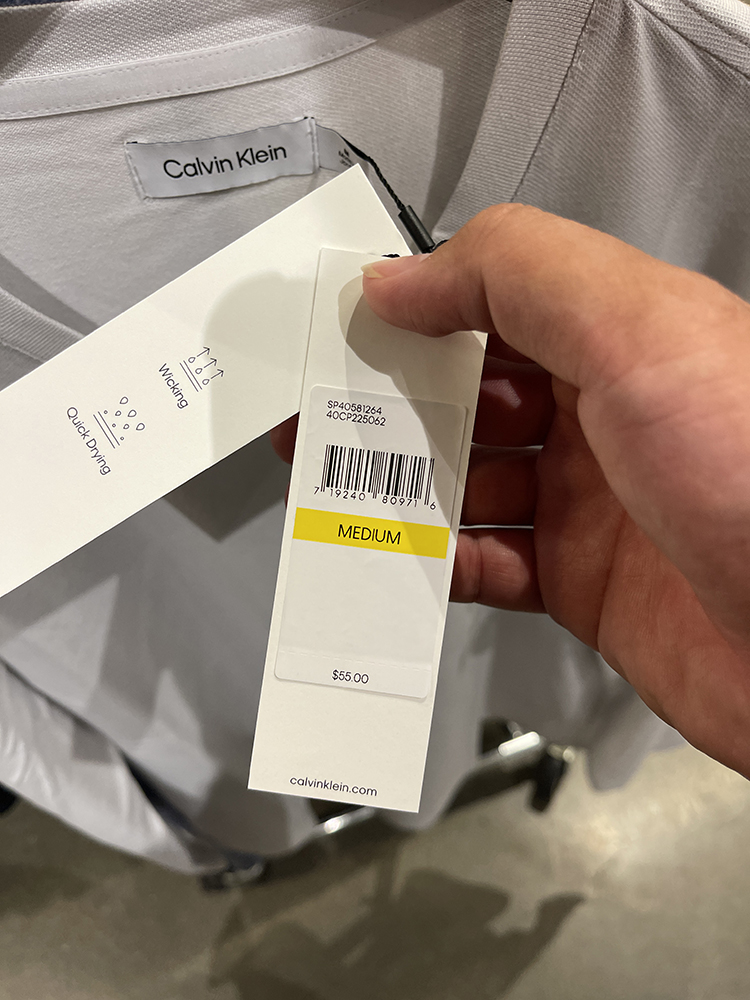 Calvin Klein
M
Wicking
Quick Drying
SP40581264
40CP225062
7 19240 80971 6
MEDIUM
$55.00
calvinklein.com